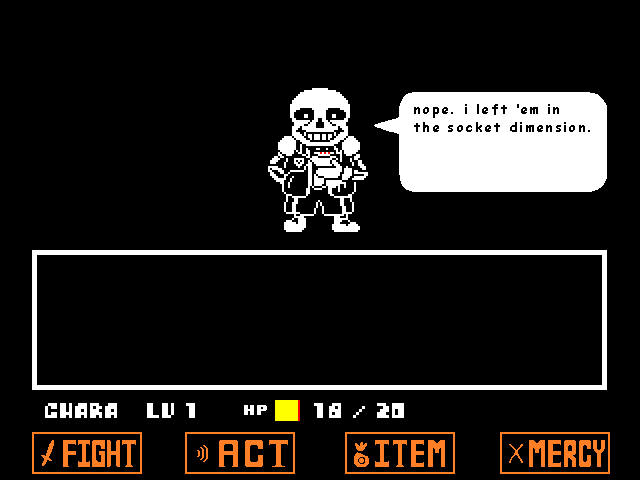 nope. i left 'em in
the socket dimension.
CHARA LV 1 HP 18 / 20
FIGHT ACT ITEM MERCY